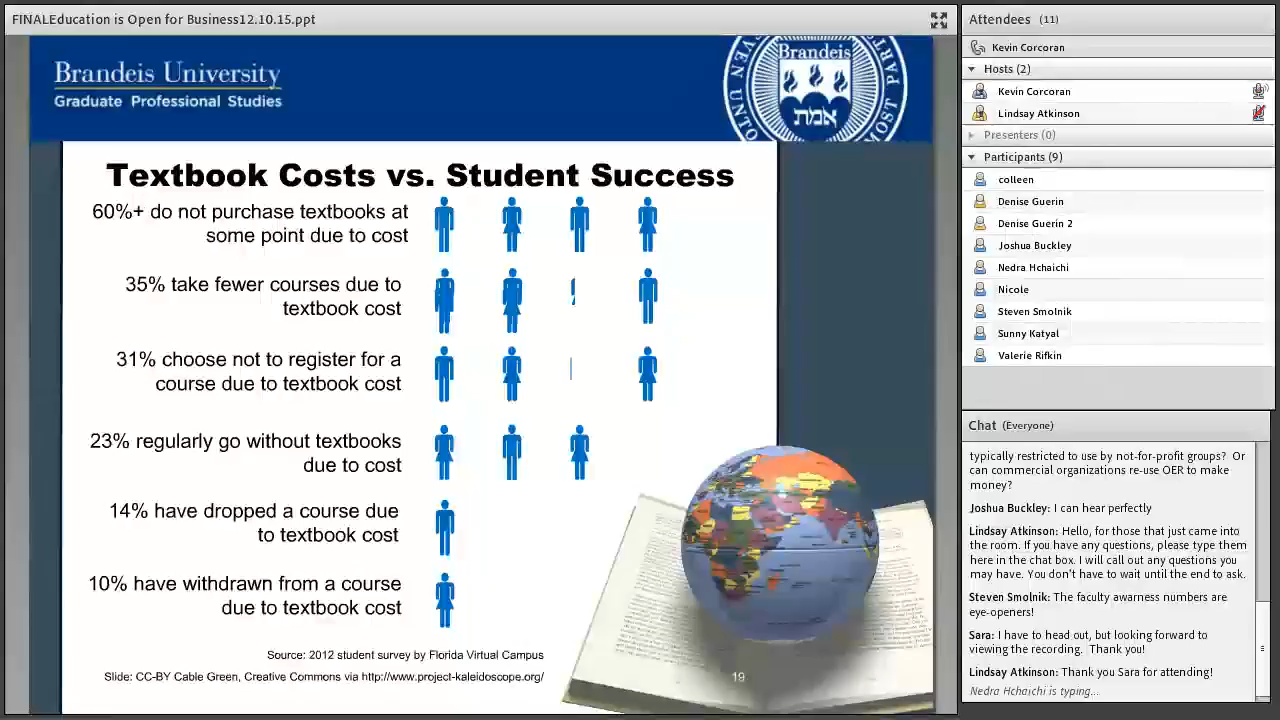 FINALEducation is Open for Business12.10.15.ppt
Brandeis University
Graduate Professional Studies
Brandeis
אמת
Textbook Costs vs. Student Success
60%+ do not purchase textbooks at
some point due to cost
35% take fewer courses due to
textbook cost
31% choose not to register for a
course due to textbook cost
23% regularly go without textbooks
due to cost
14% have dropped a course due
to textbook cost
10% have withdrawn from a course
due to textbook cost
Source: 2012 student survey by Florida Virtual Campus
Slide: CC-BY Cable Green, Creative Commons via http://www.project-kaleidoscope.org/
19
Attendees (11)
Kevin Corcoran
Hosts (2)
Kevin Corcoran
Lindsay Atkinson
Presenters (0)
Participants (9)
colleen
Denise Guerin
Denise Guerin 2
Joshua Buckley
Nedra Hchaichi
Nicole
Steven Smolnik
Sunny Katyal
Valerie Rifkin
Chat (Everyone)
typically restricted to use by not-for-profit groups? Or
can commercial organizations re-use OER to make
money?
Joshua Buckley: I can hear perfectly
Lindsay Atkinson: Hello, for those that just came into
the room. If you have any questions, please type them
here in the chat box. I will call out any questions you
may have. You don't have to wait until the end to ask.
Steven Smolnik: The faculty awarness numbers are
eye-openers!
Sara: I have to head out, but looking forward to
viewing the recording. Thank you!
Lindsay Atkinson: Thank you Sara for attending!
Nedra Hchaichi is typing...